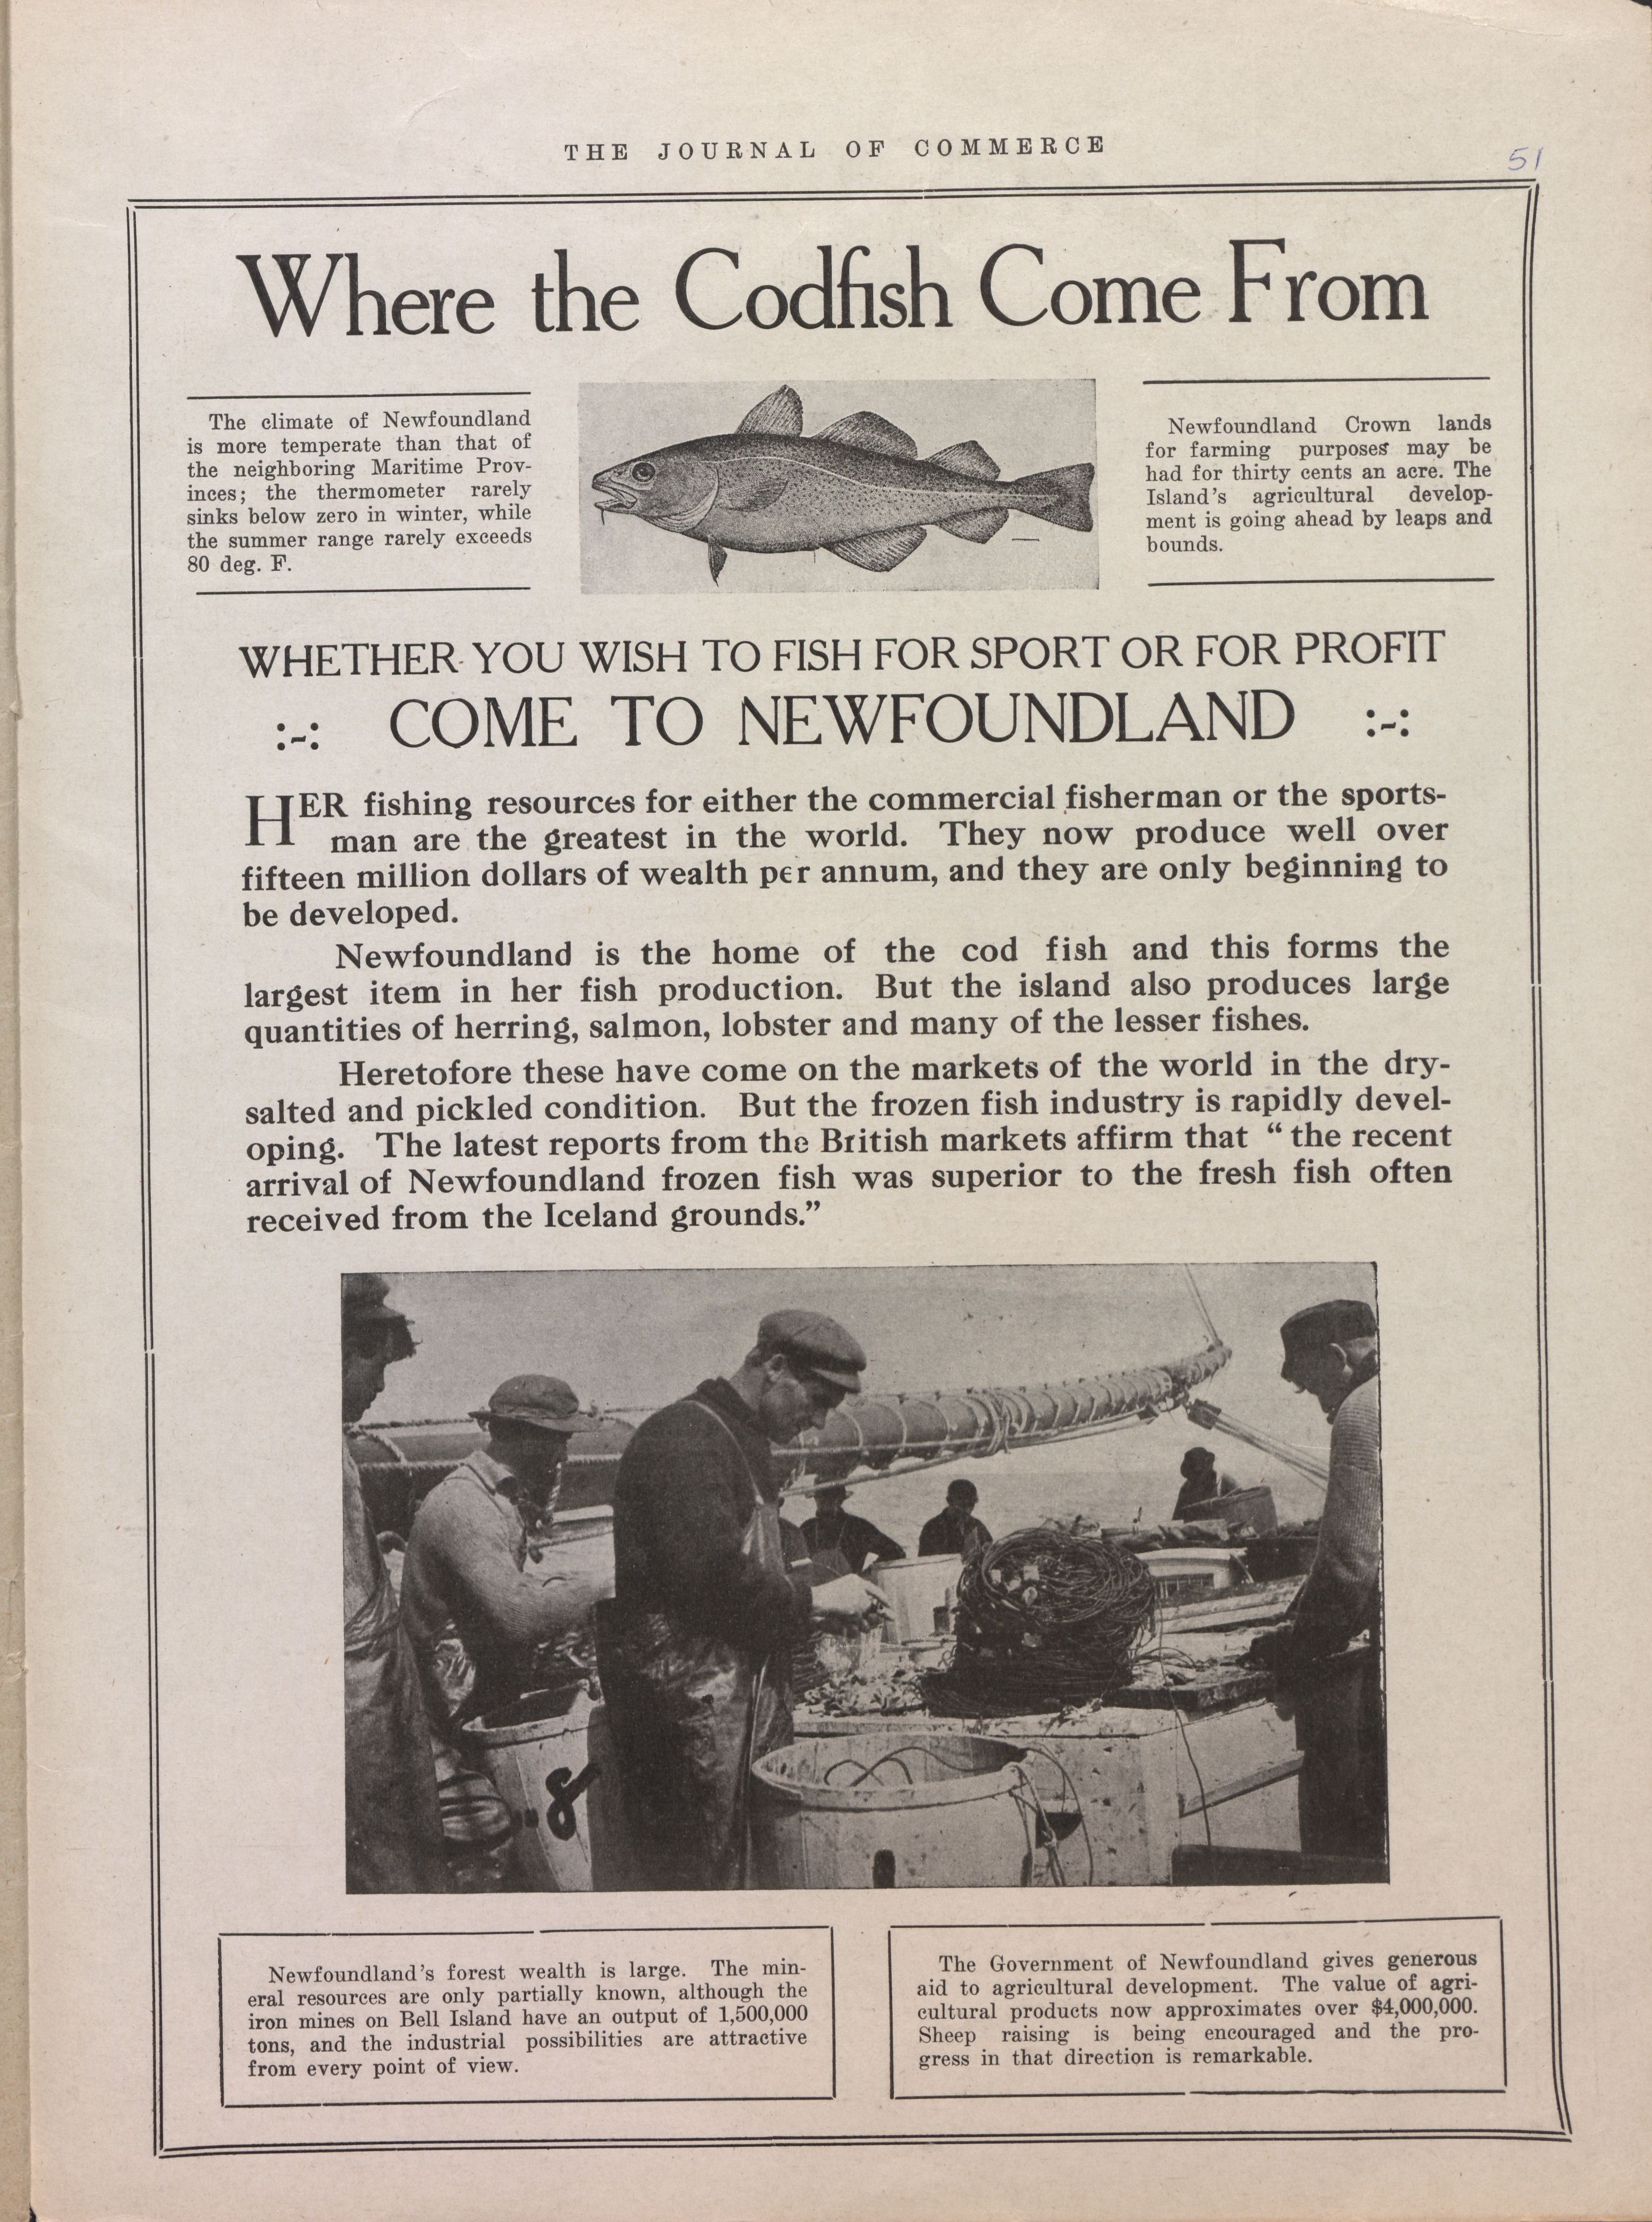 THE JOURNAL OF COMMERCE
51
Where the Codfish Come From
The climate of Newfoundland
is more temperate than that of
the neighboring Maritime Prov-
inces; the thermometer rarely
sinks below zero in winter, while
the summer range rarely exceeds
80 deg. F.
Newfoundland Crown lands
for farming purposes may be
had for thirty cents an acre. The
Island's agricultural develop-
ment is going ahead by leaps and
bounds.
WHETHER YOU WISH TO FISH FOR SPORT OR FOR PROFIT
:-: COME TO NEWFOUNDLAND :-:
HER fishing resources for either the commercial fisherman or the sports-
man are the greatest in the world. They now produce well over
fifteen million dollars of wealth per annum, and they are only beginning to
be developed.
Newfoundland is the home of the cod fish and this forms the
largest item in her fish production. But the island also produces large
quantities of herring, salmon, lobster and many of the lesser fishes.
Heretofore these have come on the markets of the world in the dry-
salted and pickled condition. But the frozen fish industry is rapidly devel-
oping. The latest reports from the British markets affirm that “ the recent
arrival of Newfoundland frozen fish was superior to the fresh fish often
received from the Iceland grounds.”
8
Newfoundland's forest wealth is large. The min-
eral resources are only partially known, although the
iron mines on Bell Island have an output of 1,500,000
tons, and the industrial possibilities are attractive
from every point of view.
The Government of Newfoundland gives generous
aid to agricultural development. The value of agri-
cultural products now approximates over $4,000,000.
Sheep raising is being encouraged and the pro-
gress in that direction is remarkable.